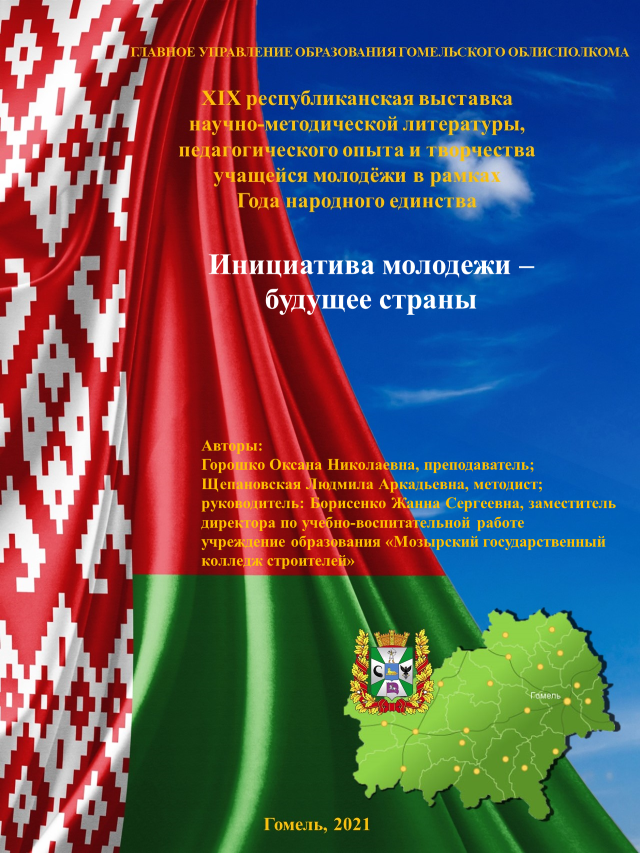 ГЛАВНОЕ УПРАВЛЕНИЕ ОБРАЗОВАНИЯ ГОМЕЛЬСКОГО ОБЛИСПОЛКОМА
XIX республиканская выставка
научно-методической литературы,
педагогического опыта и творчества
учащейся молодёжи в рамках
Года народного единства
Инициатива молодежи –
будущее страны
Авторы:
Горошко Оксана Николаевна, преподаватель;
Щепановская Людмила Аркадьевна, методист;
руководитель: Борисенко Жанна Сергеевна, заместитель
директора по учебно-воспитательной работе
учреждение образования «Мозырский государственный
колледж строителей»
Гомель
Гомель, 2021